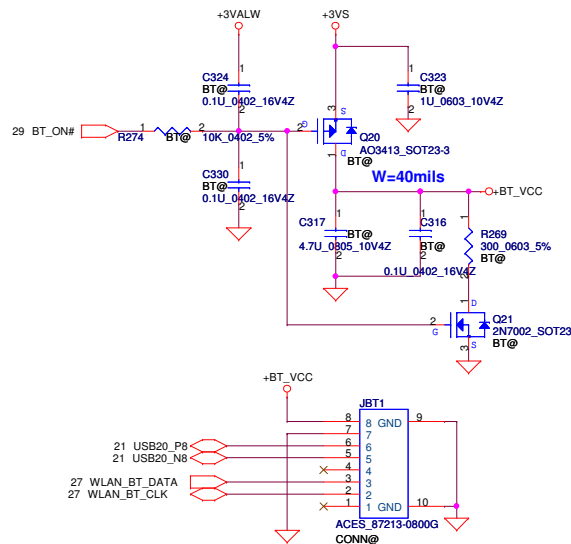 +3VALW
+3VS
1
C324
BT@
0.1U_0402_16V4Z
2
1
C323
BT@
1U_0603_10V4Z
2
29 BT_ON#
1
2
R274
BT@
10K_0402_5%
2
G
3
S
Q20
AO3413_SOT23-3
D
1
BT@
C330
1
BT@
0.1U_0402_16V4Z
2
W=40mils
+BT_VCC
C317
1
BT@
4.7U_0805_10V4Z
2
1
C316
BT@
2
0.1U_0402_16V4Z
1
R269
300_0603_5%
2
1
D
2
G
Q21
2N7002_SOT23
S
3
BT@
+BT_VCC
JBT1
8
8 GND
9
7
7
21 USB20_P8
6
6
21 USB20_N8
5
5
4
4
27 WLAN_BT_DATA
3
3
27 WLAN_BT_CLK
2
2
1
1 GND
10
ACES_87213-0800G
CONN@